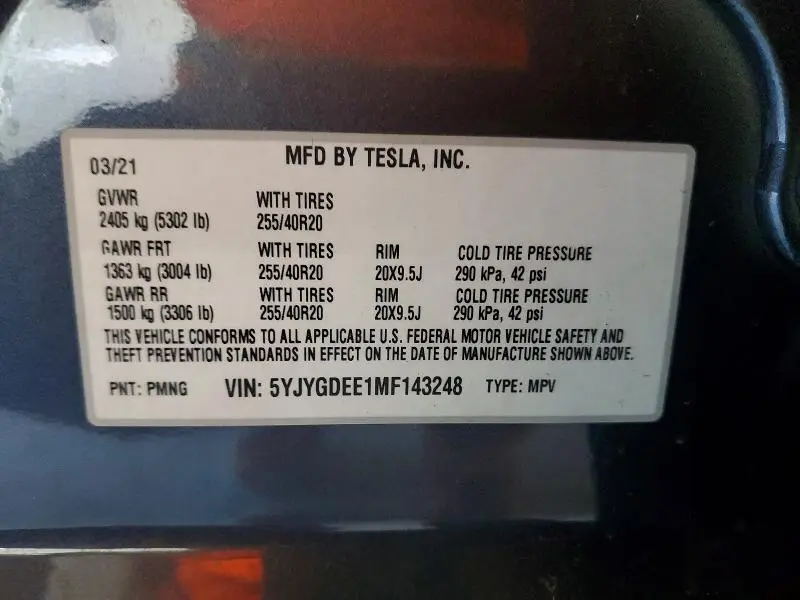 03/21 MFD BY TESLA, INC.
GVWR WITH TIRES
2405 kg (5302 lb) 255/40R20
GAWR FRT WITH TIRES RIM COLD TIRE PRESSURE
1363 kg (3004 lb) 255/40R20 20X9.5J 290 kPa, 42 psi
GAWR RR WITH TIRES RIM COLD TIRE PRESSURE
1500 kg (3306 lb) 255/40R20 20X9.5J 290 kPa, 42 psi
THIS VEHICLE CONFORMS TO ALL APPLICABLE U.S. FEDERAL MOTOR VEHICLE SAFETY AND
THEFT PREVENTION STANDARDS IN EFFECT ON THE DATE OF MANUFACTURE SHOWN ABOVE.
PNT: PMNG VIN: 5YJYGDEE1MF143248 TYPE: MPV